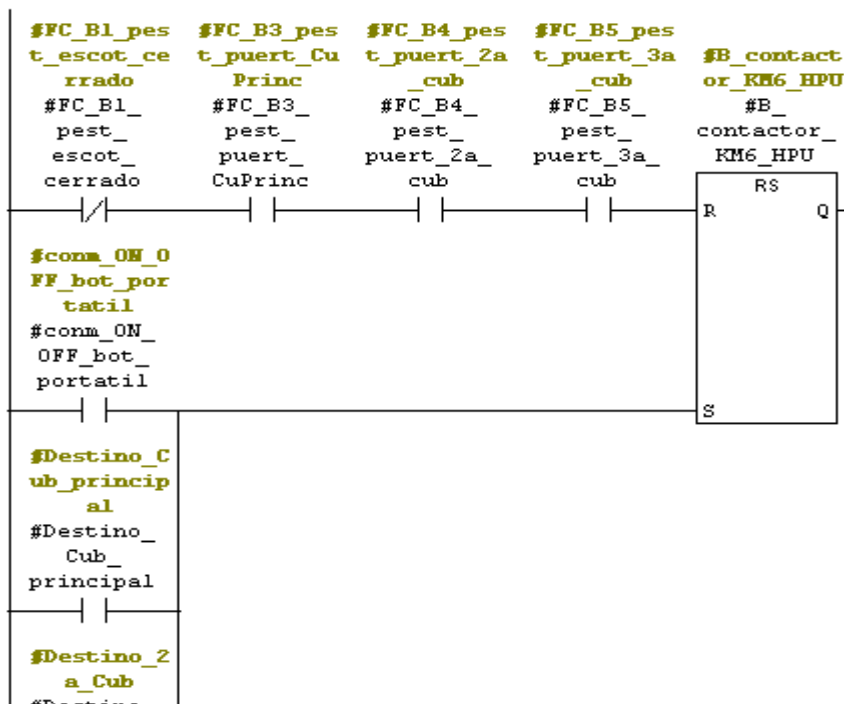 #FC_B1_pes
t_escot_ce
rrado
#FC_B1_
pest_
escot_
cerrado
#FC_B3_pes
t_puert_Cu
Princ
#FC_B3_
pest_
puert_
CuPrinc
#FC_B4_pes
t_puert_2a
_cub
#FC_B4_
pest_
puert_2a_
cub
#FC_B5_pes
t_puert_3a
_cub
#FC_B5_
pest_
puert_3a_
cub
#B_contact
or_KM6_HPU
#B_
contactor_
KM6_HPU
RS
R Q
#conm_ON_O
FF_bot_por
tatil
#conm_ON_
OFF_bot_
portatil
S
#Destino_C
ub_princip
al
#Destino_
Cub_
principal
#Destino_2
a_Cub